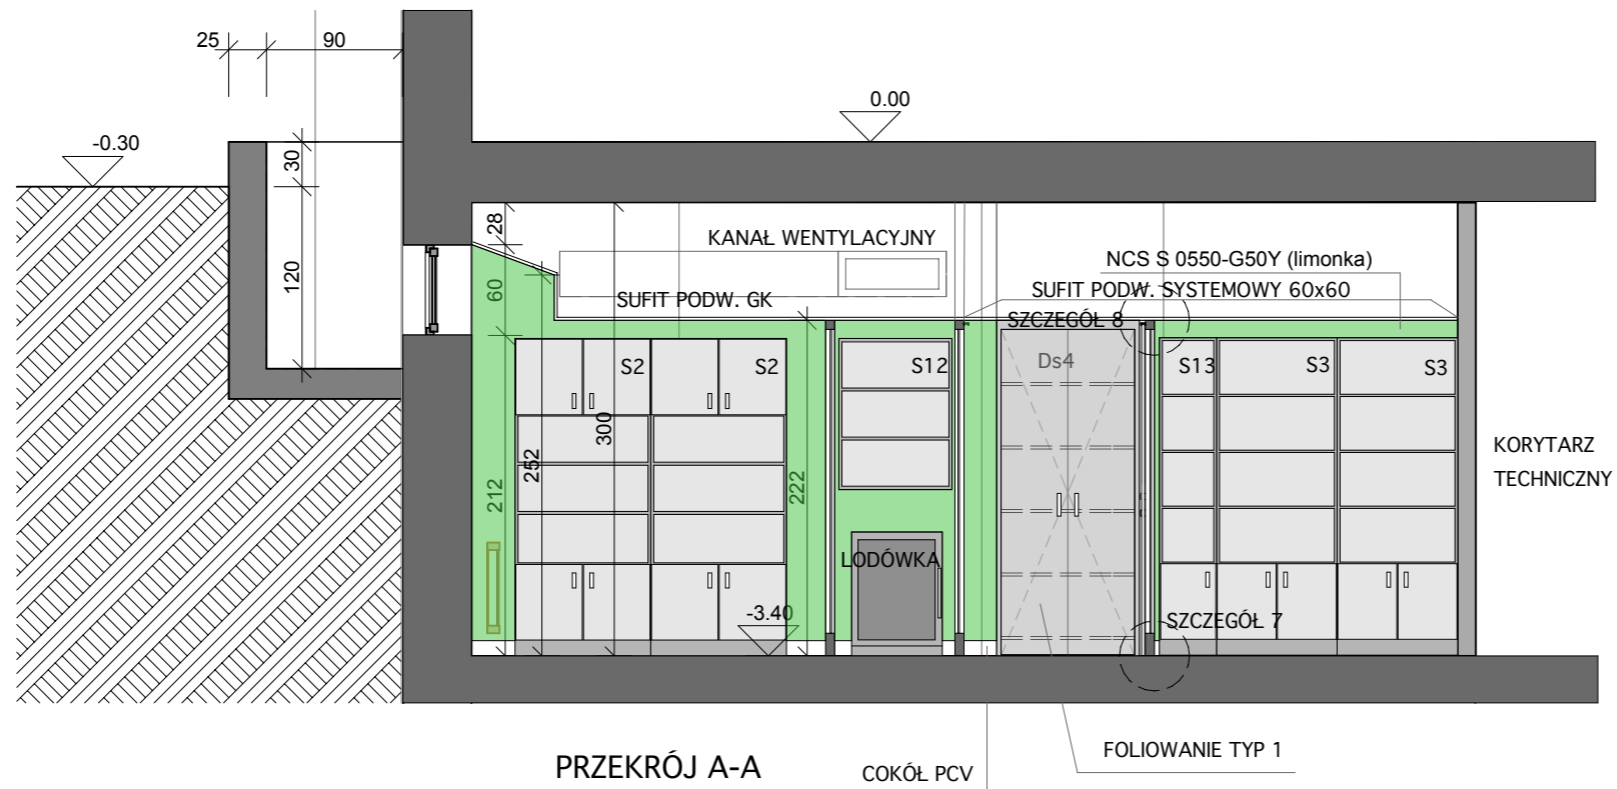 25
90
0.00
-0.30
30
28
KANAŁ WENTYLACYJNY
NCS S 0550-G50Y (limonka)
120
60
SUFIT PODW. GK
SUFIT PODW. SYSTEMOWY 60x60
SZCZEGÓŁ 8
S2
S2
S12
Ds4
S13
S3
S3
300
252
212
222
KORYTARZ
TECHNICZNY
LODÓWKA
-3.40
SZCZEGÓŁ 7
PRZEKRÓJ A-A
COKÓŁ PCV
FOLIOWANIE TYP 1